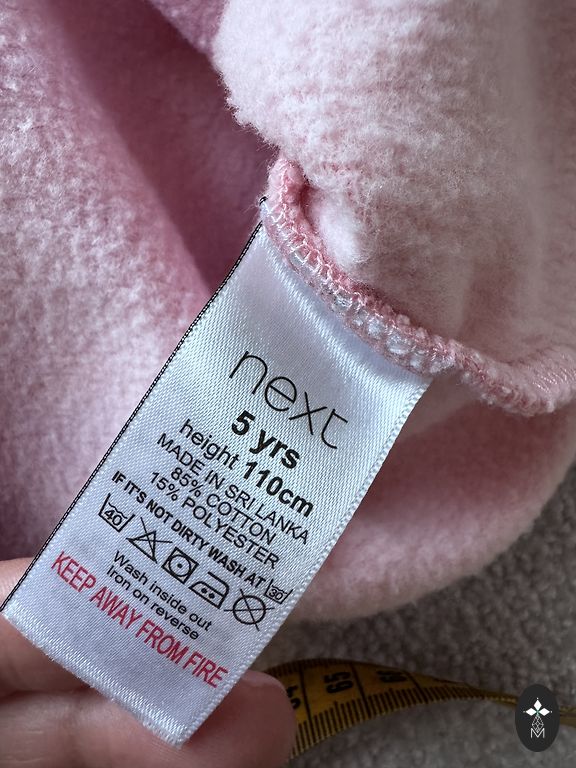 next
5 yrs
height 110cm
MADE IN SRI LANKA
85% COTTON
15% POLYESTER
IF IT'S NOT DIRTY WASH AT 30
40
Wash inside out
Iron on reverse
KEEP AWAY FROM FIRE
65
M